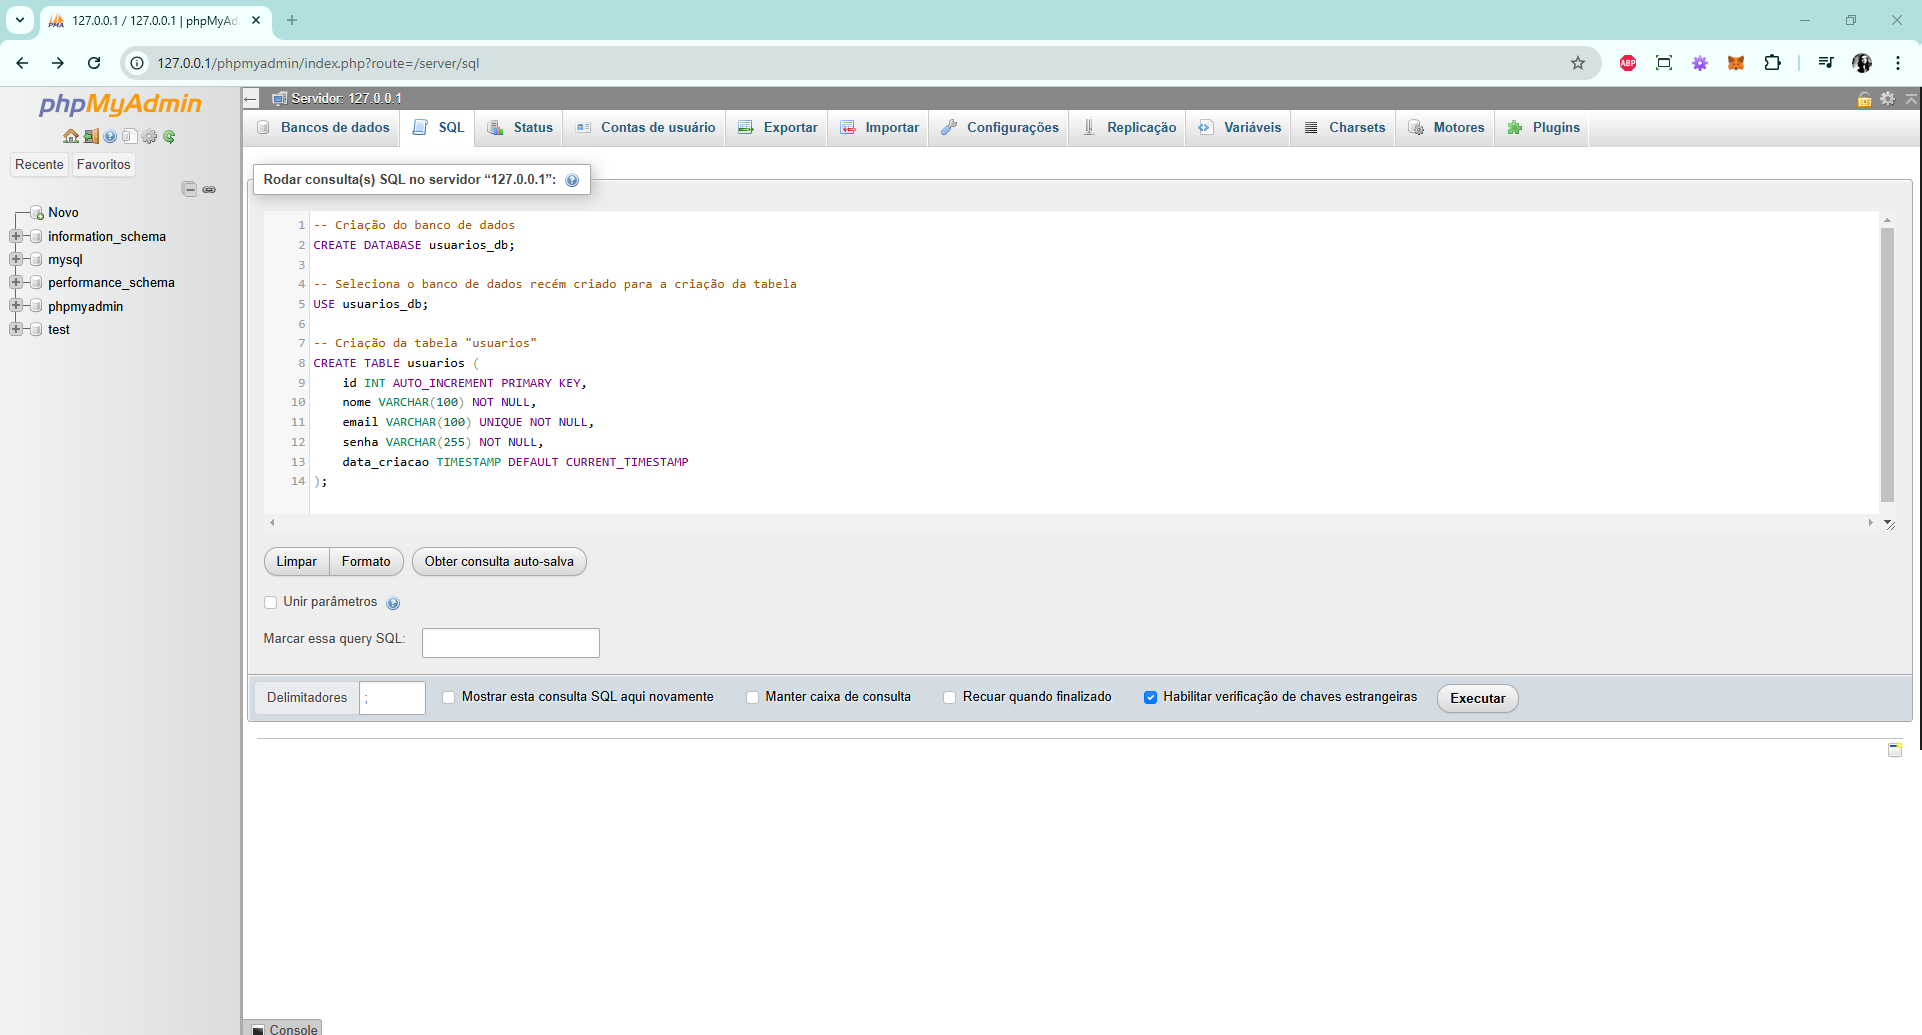 127.0.0.1 / 127.0.0.1 | phpMyAd
127.0.0.1/phpmyadmin/index.php?route=/server/sql
ABP
phpMyAdmin
Recente
Favoritos
Novo
information_schema
mysql
performance_schema
phpmyadmin
test
Servidor: 127.0.0.1
Bancos de dados
SQL
Status
Contas de usuário
Exportar
Importar
Configurações
Replicação
Variáveis
Charsets
Motores
Plugins
Rodar consulta(s) SQL no servidor “127.0.0.1”:
1 -- Criação do banco de dados
2 CREATE DATABASE usuarios_db;
3
4 -- Seleciona o banco de dados recém criado para a criação da tabela
5 USE usuarios_db;
6
7 -- Criação da tabela "usuarios"
8 CREATE TABLE usuarios (
9 id INT AUTO_INCREMENT PRIMARY KEY,
10 nome VARCHAR(100) NOT NULL,
11 email VARCHAR(100) UNIQUE NOT NULL,
12 senha VARCHAR(255) NOT NULL,
13 data_criacao TIMESTAMP DEFAULT CURRENT_TIMESTAMP
14 );
Limpar
Formato
Obter consulta auto-salva
Unir parâmetros
Marcar essa query SQL:
Delimitadores
;
Mostrar esta consulta SQL aqui novamente
Manter caixa de consulta
Recuar quando finalizado
Habilitar verificação de chaves estrangeiras
Executar
Console